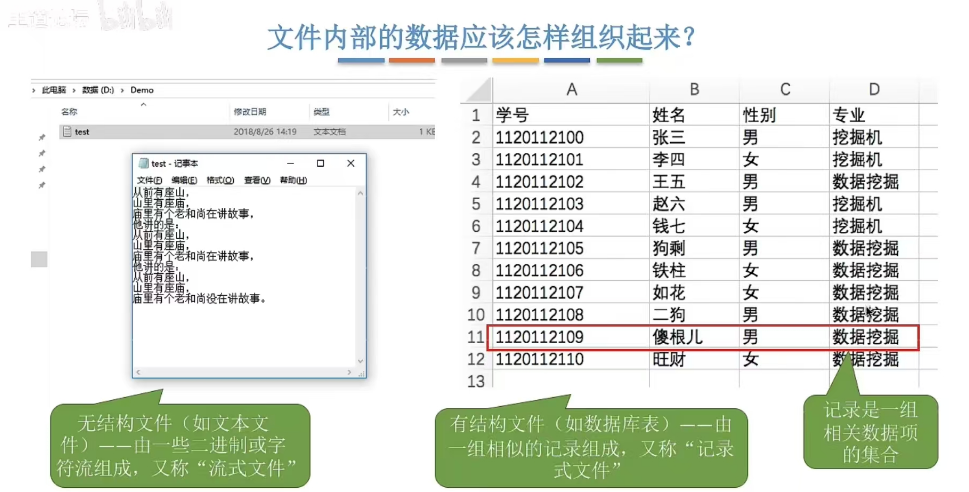 文件内部的数据应该怎样组织起来？
此电脑 > 数据 (D:) > Demo
名称 修改日期 类型 大小
test 2018/8/26 14:19 文本文档 1 KB
test - 记事本
文件(F) 编辑(E) 格式(O) 查看(V) 帮助(H)
从前有座山，
山里有座庙，
庙里有个老和尚在讲故事，
他讲的是：
从前有座山，
山里有座庙，
庙里有个老和尚在讲故事，
他讲的是：
从前有座山，
山里有座庙，
庙里有个老和尚没在讲故事。
A B C D
1 学号 姓名 性别 专业
2 1120112100 张三 男 挖掘机
3 1120112101 李四 女 挖掘机
4 1120112102 王五 男 数据挖掘
5 1120112103 赵六 男 挖掘机
6 1120112104 钱七 女 挖掘机
7 1120112105 狗剩 男 数据挖掘
8 1120112106 铁柱 女 数据挖掘
9 1120112107 如花 女 数据挖掘
10 1120112108 二狗 男 数据挖掘
11 1120112109 傻根儿 男 数据挖掘
12 1120112110 旺财 女 数据挖掘
13
无结构文件（如文本文
件）——由一些二进制或字
符流组成，又称“流式文件”
有结构文件（如数据库表）——由
一组相似的记录组成，又称“记录
式文件”
记录是一组
相关数据项
的集合